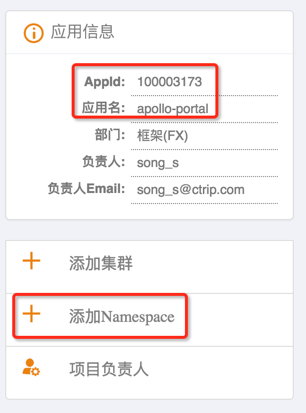 应用信息
AppId: 100003173
应用名: apollo-portal
部门: 框架(FX)
负责人: song_s
负责人Email: song_s@ctrip.com
添加集群
添加Namespace
项目负责人